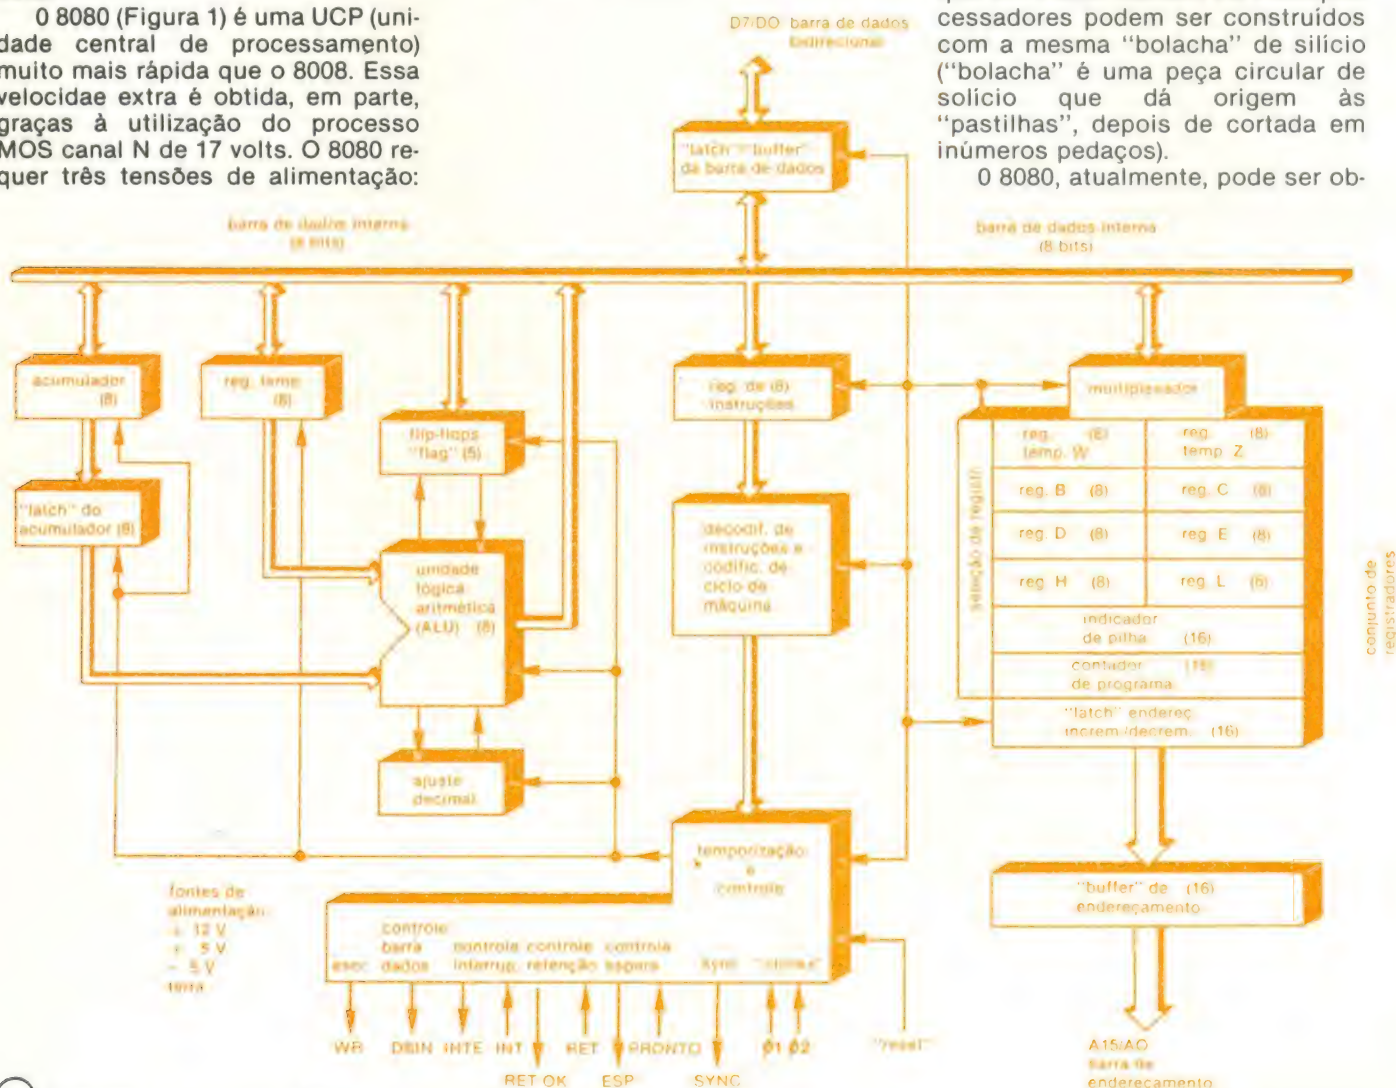 O 8080 (Figura 1) é uma UCP (uni-
dade central de processamento)
muito mais rápida que o 8008. Essa
velocidae extra é obtida, em parte,
graças à utilização do processo
MOS canal N de 17 volts. O 8080 re-
quer três tensões de alimentação:
cessadores podem ser construídos
com a mesma "bolacha" de silício
("bolacha" é uma peça circular de
solício que dá origem às
"pastilhas", depois de cortada em
inúmeros pedaços).
O 8080, atualmente, pode ser ob-
D7/DO barra de dados
bidirecional
"latch"/"buffer"
da barra de dados
barra de dados interna
(8 bits)
barra de dados interna
(8 bits)
acumulador
(8)
reg. temp.
(8)
flip-flops
"flag" (5)
reg. de (8)
instruções
multiplexador
"latch" do
acumulador (8)
unidade
lógica
aritmética
(ALU) (8)
decodif. de
instruções e
codific. de
ciclo de
máquina
ajuste
decimal
seleção de registr.
reg. (8)
temp. W
reg. (8)
temp. Z
reg. B (8)
reg. C (8)
reg. D (8)
reg. E (8)
reg. H (8)
reg. L (8)
indicador
de pilha (16)
contador (16)
de programa
"latch" endereç.
increm./decrem. (16)
conjunto de
registradores
temporização
e
controle
fontes de
alimentação
+ 12 V
+ 5 V
- 5 V
terra
escr.
controle
barra
dados
controle
interrup.
controle
retenção
controle
espera
sync
"clocks"
"buffer" de (16)
endereçamento
WR DBIN INTE INT RET PRONTO Ø1 Ø2 "reset"
RET OK ESP SYNC
A15/AO
barra de
endereçamento